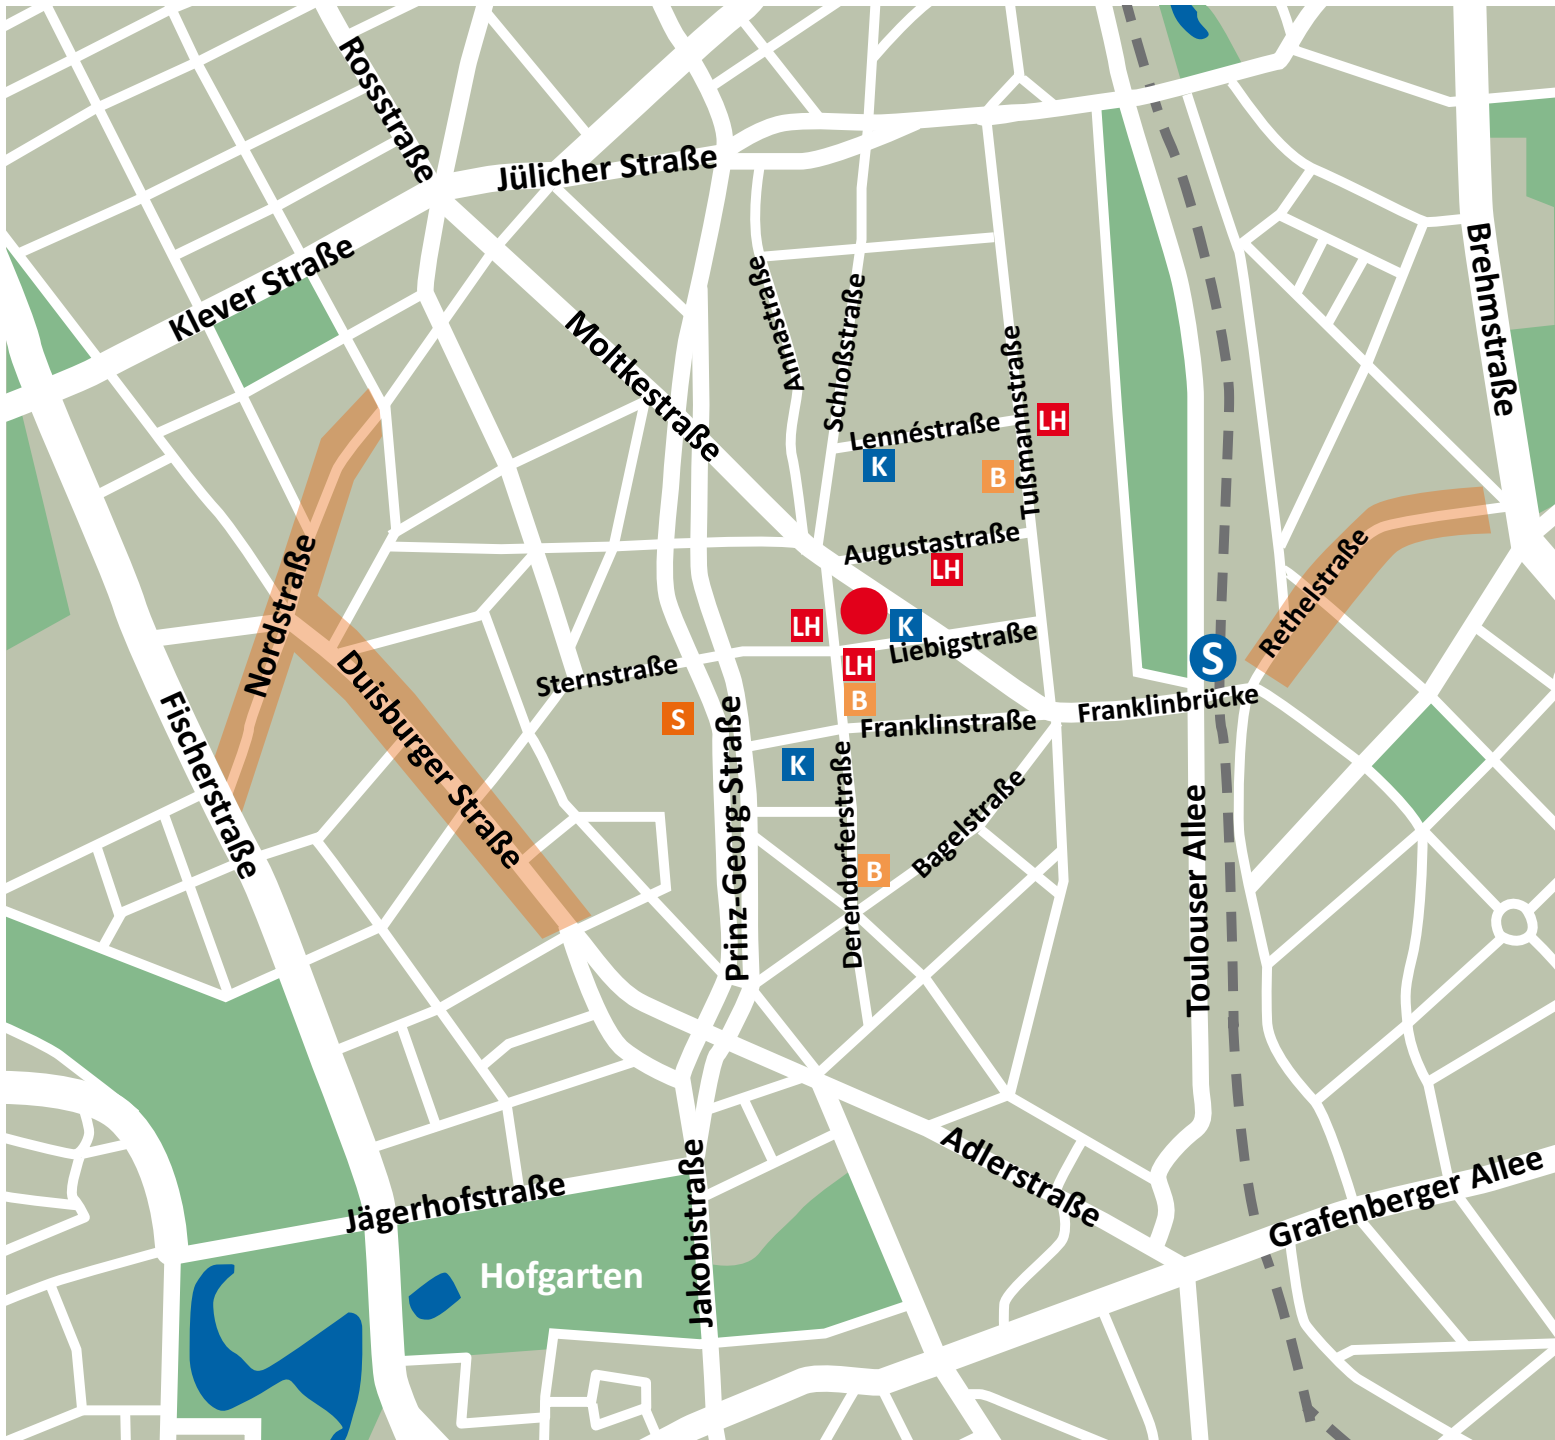 Rossstraße
Jülicher Straße
Klever Straße
Moltkestraße
Annastraße
Schloßstraße
Tußmannstraße
Brehmstraße
Lennéstraße
LH
K
B
Augustastraße
LH
Nordstraße
LH
K
Liebigstraße
LH
B
Rethelstraße
S
Sternstraße
S
Duisburger Straße
Fischerstraße
Prinz-Georg-Straße
Franklinstraße
Franklinbrücke
K
Derendorferstraße
Bagelstraße
B
Toulouser Allee
Adlerstraße
Jägerhofstraße
Jakobistraße
Grafenberger Allee
Hofgarten